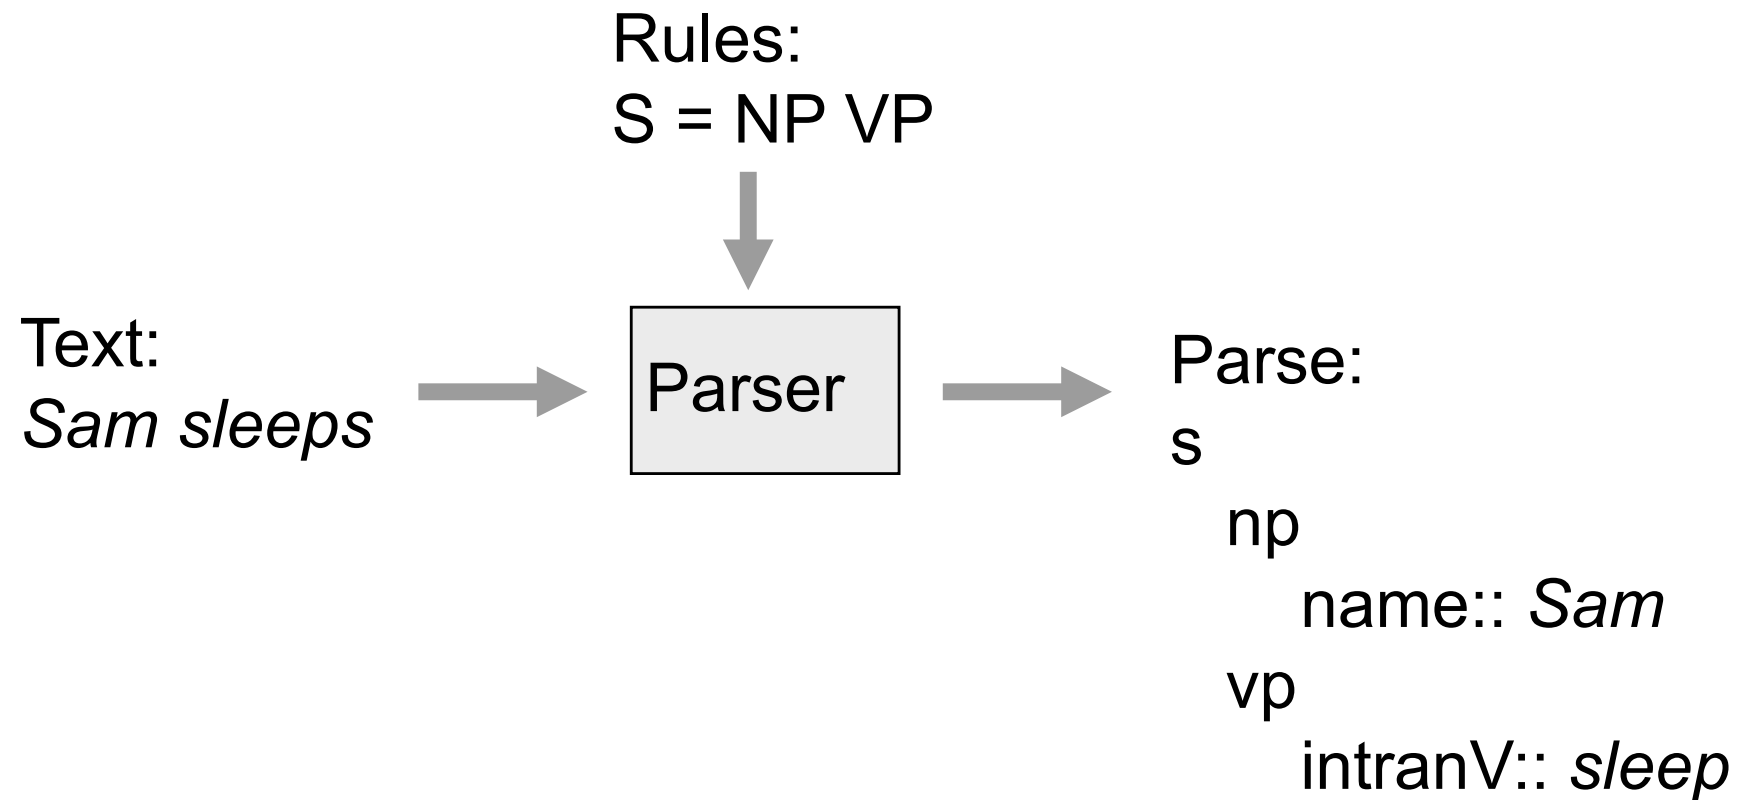 Rules:
S = NP VP
Text:
Sam sleeps
Parser
Parse:
s
np
name:: Sam
vp
intranV:: sleep